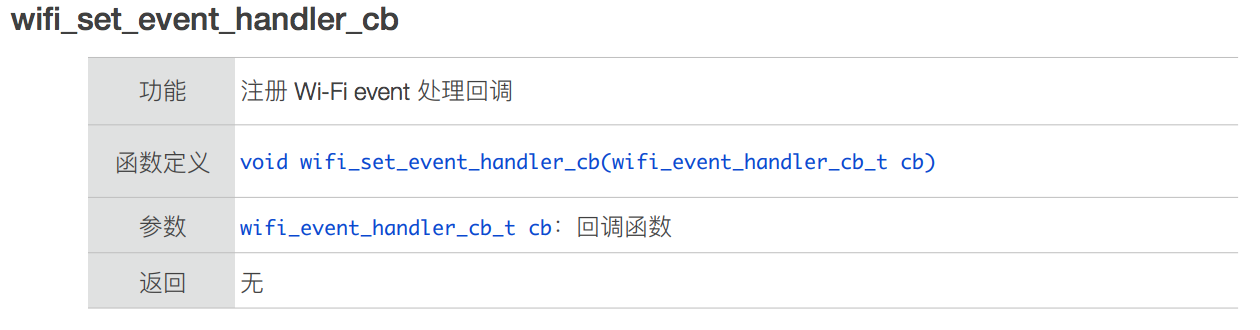 wifi_set_event_handler_cb
功能 注册 Wi-Fi event 处理回调
函数定义 void wifi_set_event_handler_cb(wifi_event_handler_cb_t cb)
参数 wifi_event_handler_cb_t cb：回调函数
返回 无